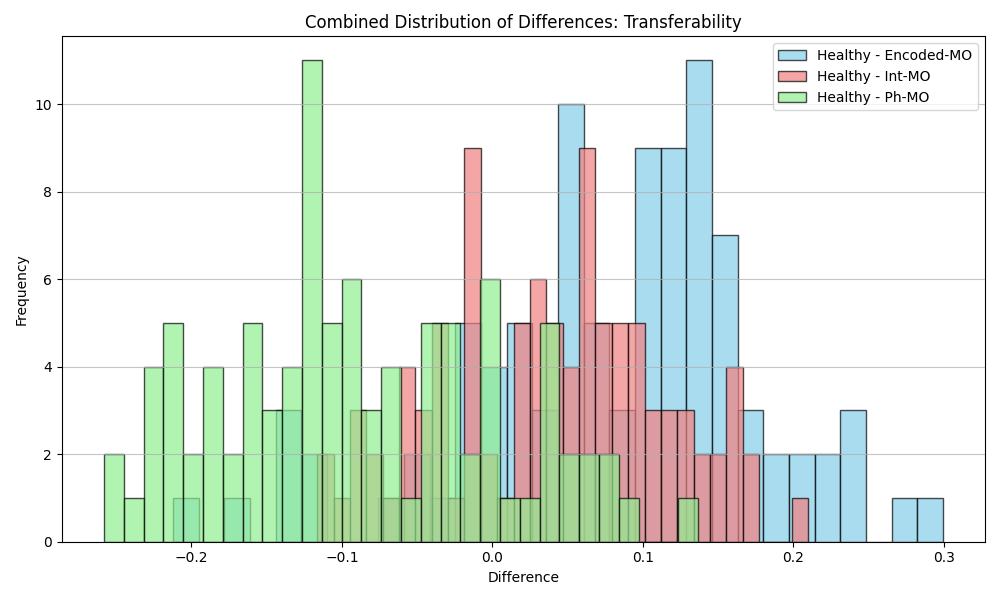 Combined Distribution of Differences: Transferability
Healthy - Encoded-MO
Healthy - Int-MO
Healthy - Ph-MO
Frequency
10
8
6
4
2
0
−0.2
−0.1
0.0
0.1
0.2
0.3
Difference